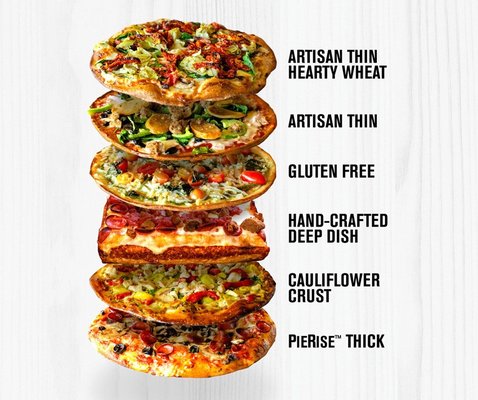 ARTISAN THIN
HEARTY WHEAT
ARTISAN THIN
GLUTEN FREE
HAND-CRAFTED
DEEP DISH
CAULIFLOWER
CRUST
PIERISE™ THICK